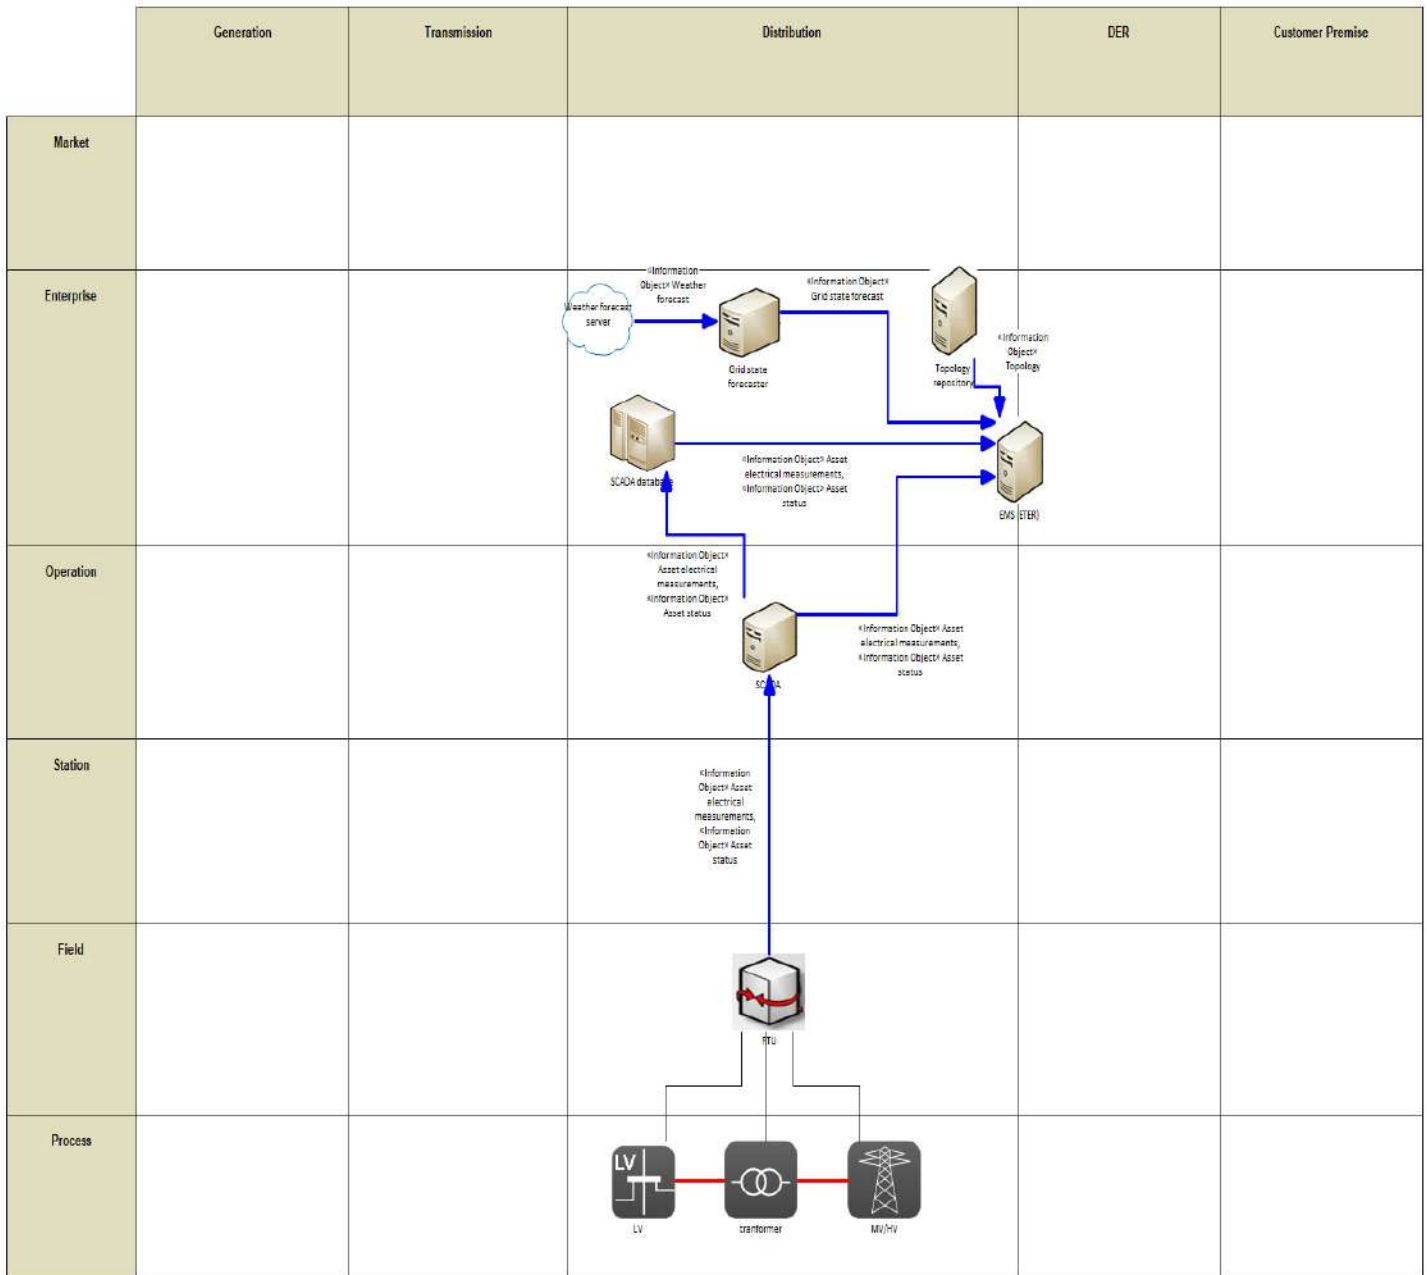 Generation
Transmission
Distribution
DER
Customer Premise
Market
Enterprise
«Information
Object» Weather
forecast
Weather forecast
server
Grid state
forecaster
«Information Object»
Grid state forecast
Topology
repository
«Information
Object»
Topology
SCADA database
«Information Object» Asset
electrical measurements,
«Information Object» Asset
status
EMS ETER)
Operation
«Information Object»
Asset electrical
measurements,
«Information Object»
Asset status
SCADA
«Information Object» Asset
electrical measurements,
«Information Object» Asset
status
Station
«Information
Object» Asset
electrical
measurements,
«Information
Object» Asset
status
Field
RTU
Process
LV
LV
tranformer
MV/HV